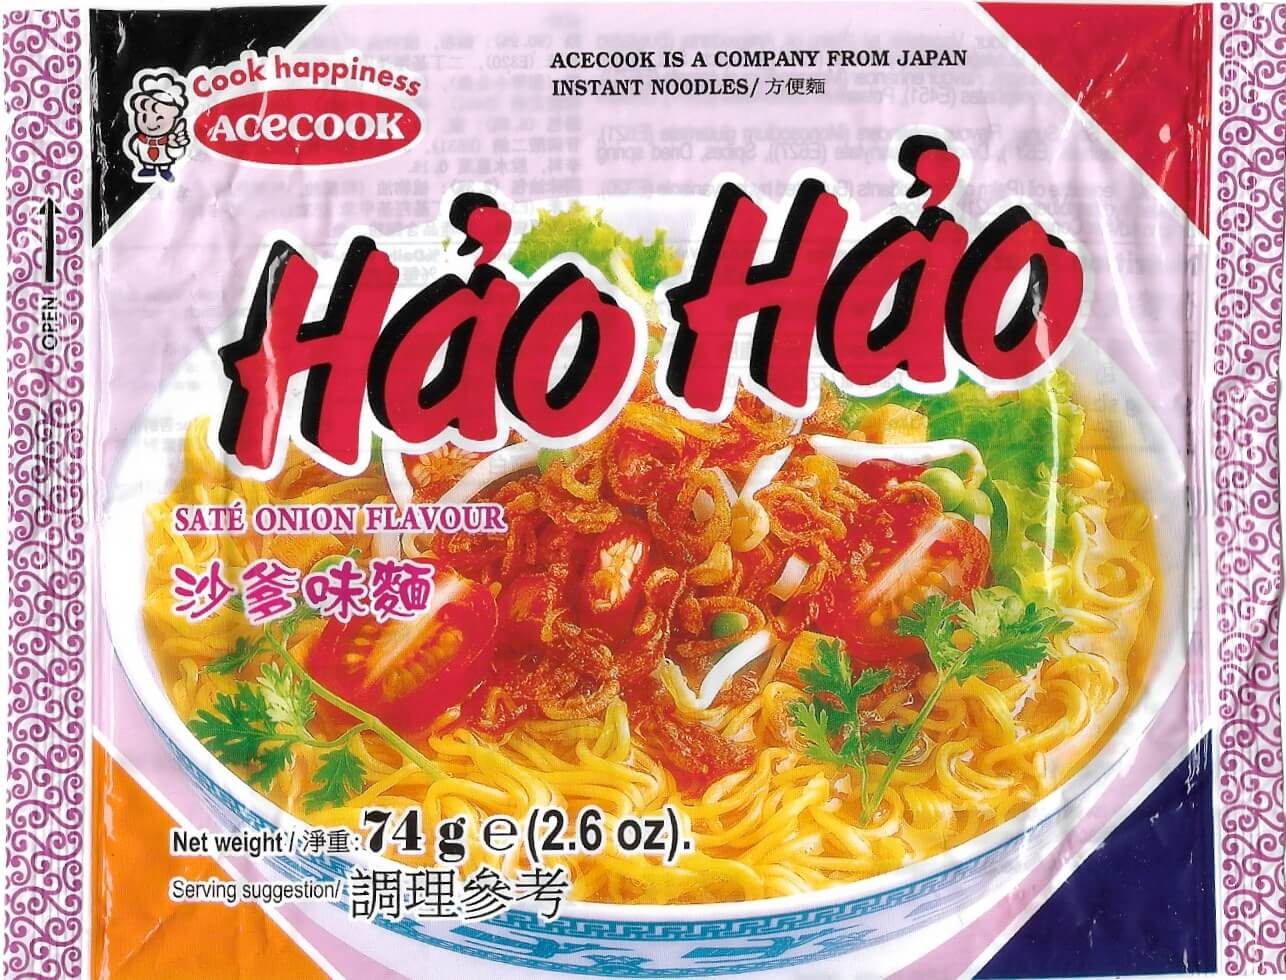 Cook happiness
ACECOOK
ACECOOK IS A COMPANY FROM JAPAN
INSTANT NOODLES/ 方便麵
OPEN
Hảo Hảo
SATÉ ONION FLAVOUR
沙爹味麵
Net weight / 淨重: 74 g ℮ (2.6 oz).
Serving suggestion/ 調理參考